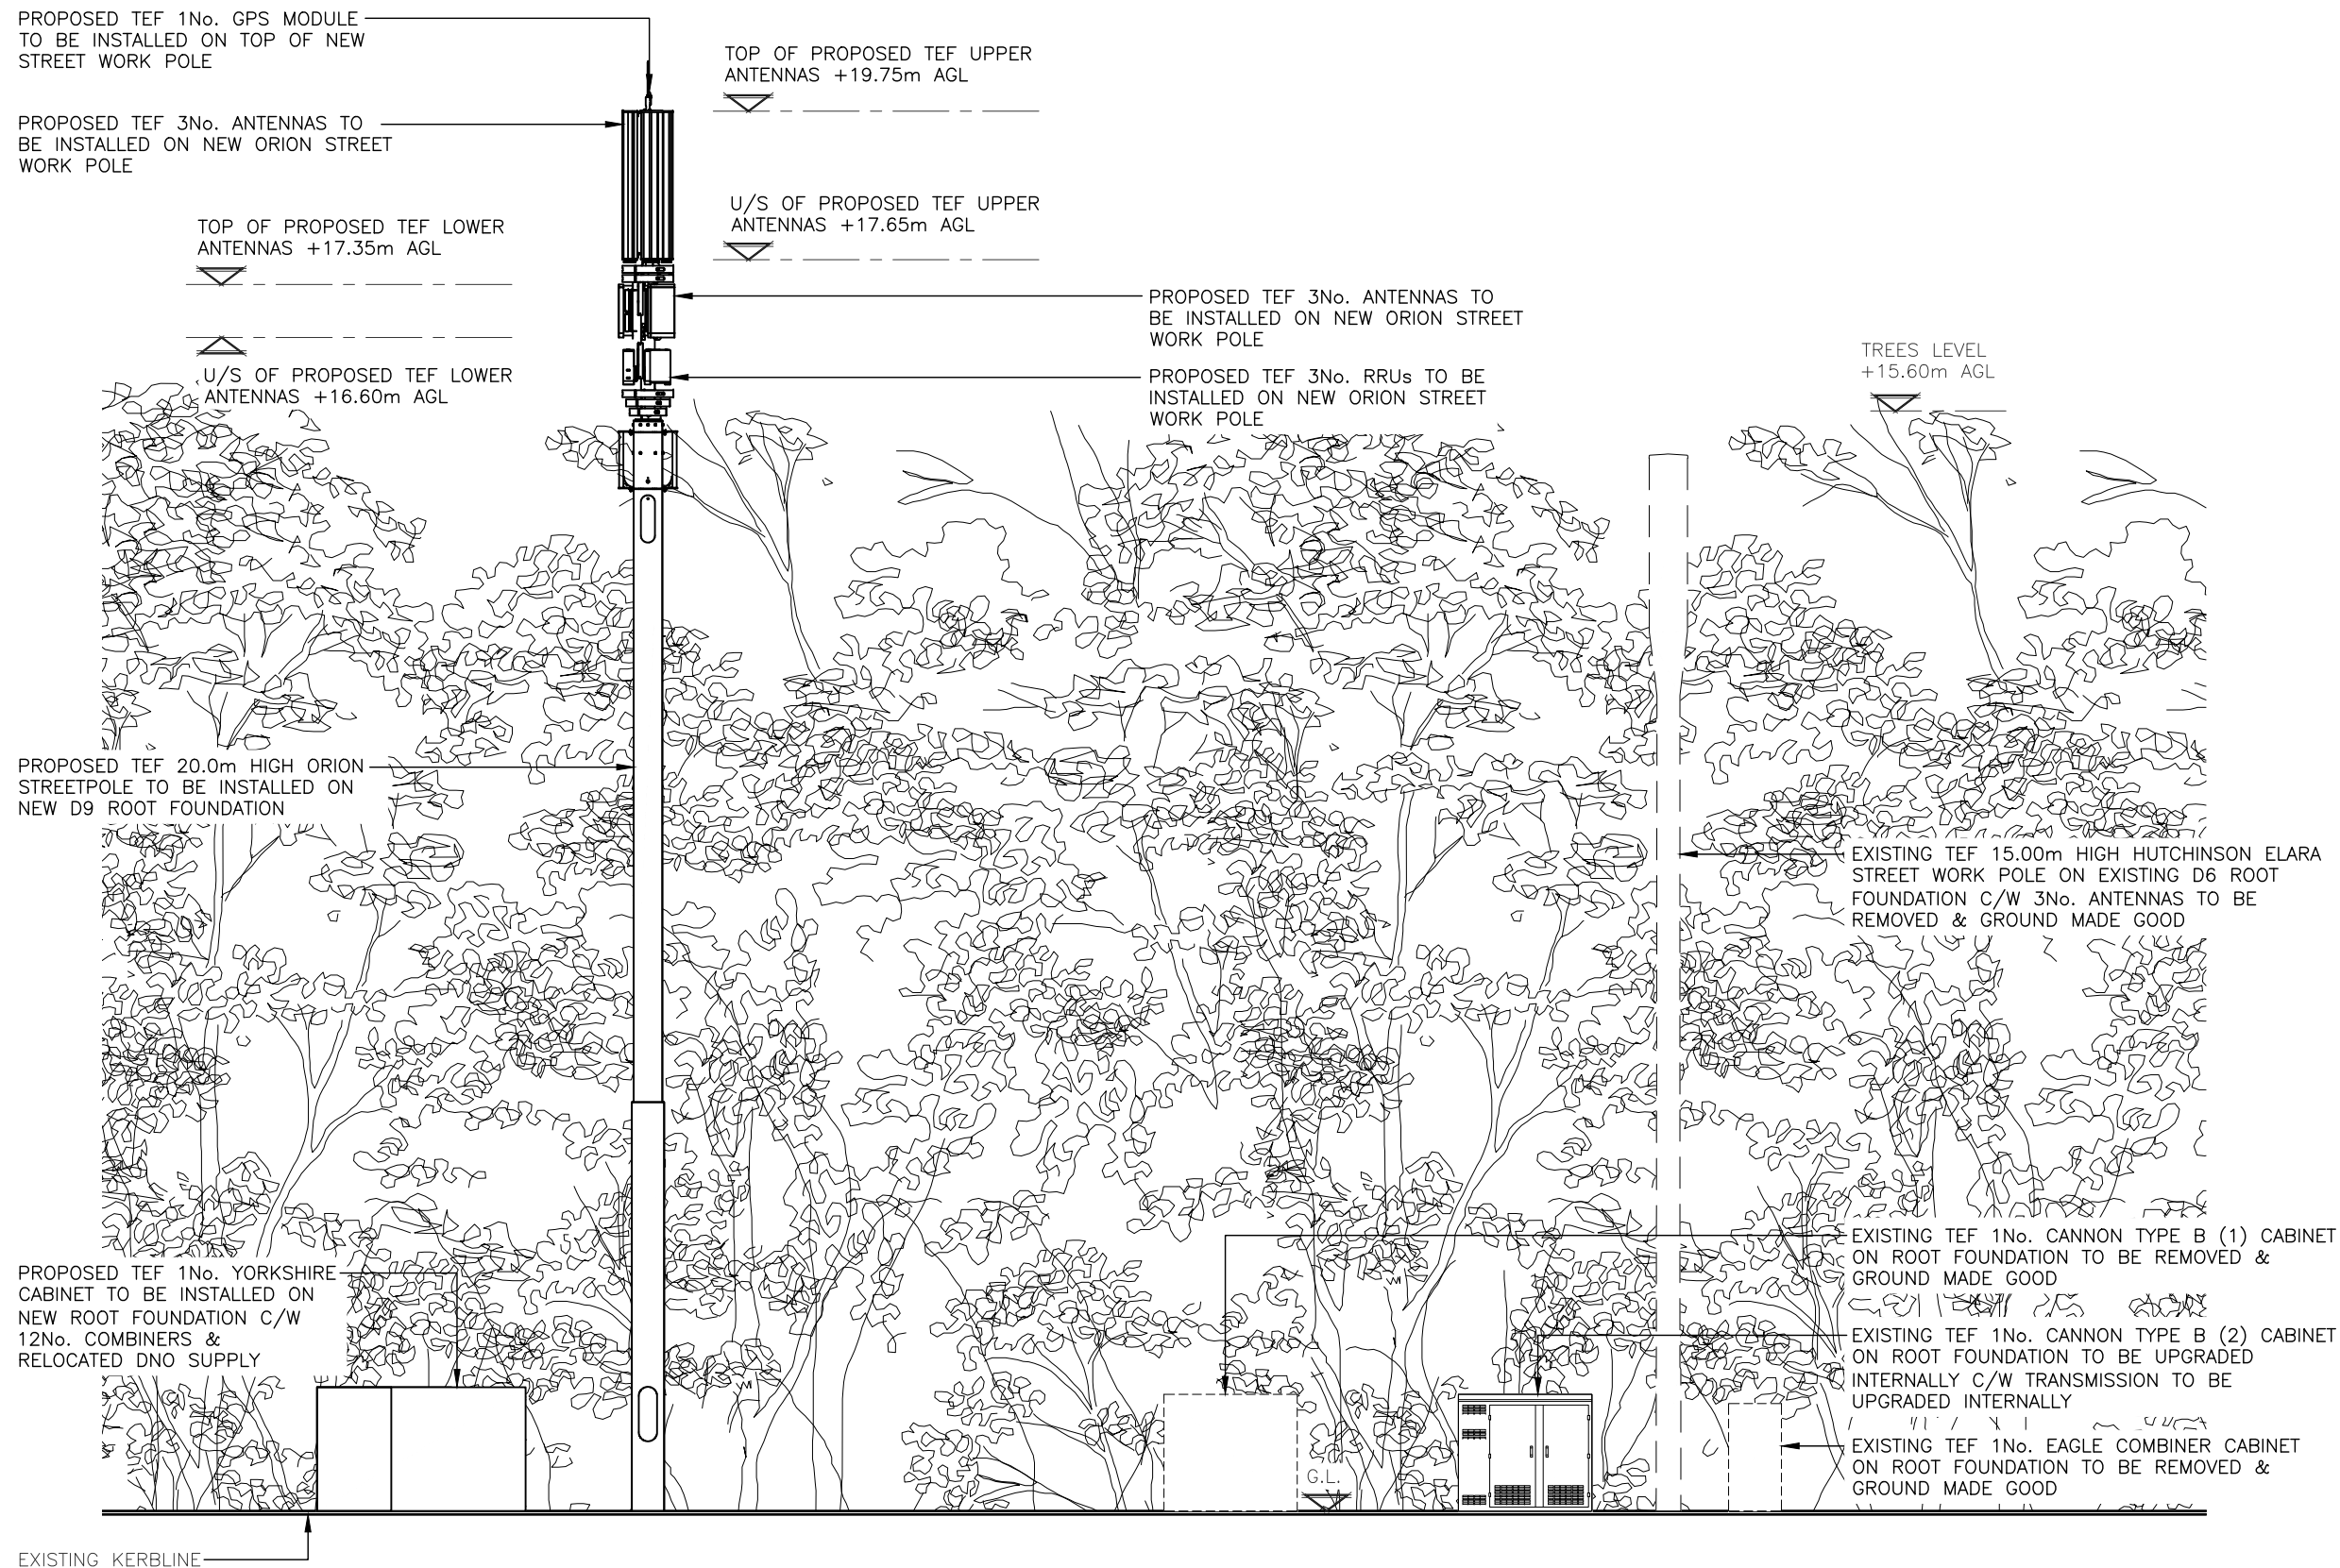 PROPOSED TEF 1No. GPS MODULE
TO BE INSTALLED ON TOP OF NEW
STREET WORK POLE
TOP OF PROPOSED TEF UPPER
ANTENNAS +19.75m AGL
PROPOSED TEF 3No. ANTENNAS TO
BE INSTALLED ON NEW ORION STREET
WORK POLE
U/S OF PROPOSED TEF UPPER
ANTENNAS +17.65m AGL
TOP OF PROPOSED TEF LOWER
ANTENNAS +17.35m AGL
PROPOSED TEF 3No. ANTENNAS TO
BE INSTALLED ON NEW ORION STREET
WORK POLE
TREES LEVEL
+15.60m AGL
U/S OF PROPOSED TEF LOWER
ANTENNAS +16.60m AGL
PROPOSED TEF 3No. RRUs TO BE
INSTALLED ON NEW ORION STREET
WORK POLE
PROPOSED TEF 20.0m HIGH ORION
STREETPOLE TO BE INSTALLED ON
NEW D9 ROOT FOUNDATION
EXISTING TEF 15.00m HIGH HUTCHINSON ELARA
STREET WORK POLE ON EXISTING D6 ROOT
FOUNDATION C/W 3No. ANTENNAS TO BE
REMOVED & GROUND MADE GOOD
EXISTING TEF 1No. CANNON TYPE B (1) CABINET
ON ROOT FOUNDATION TO BE REMOVED &
GROUND MADE GOOD
PROPOSED TEF 1No. YORKSHIRE
CABINET TO BE INSTALLED ON
NEW ROOT FOUNDATION C/W
12No. COMBINERS &
RELOCATED DNO SUPPLY
EXISTING TEF 1No. CANNON TYPE B (2) CABINET
ON ROOT FOUNDATION TO BE UPGRADED
INTERNALLY C/W TRANSMISSION TO BE
UPGRADED INTERNALLY
EXISTING TEF 1No. EAGLE COMBINER CABINET
ON ROOT FOUNDATION TO BE REMOVED &
GROUND MADE GOOD
G.L.
EXISTING KERBLINE